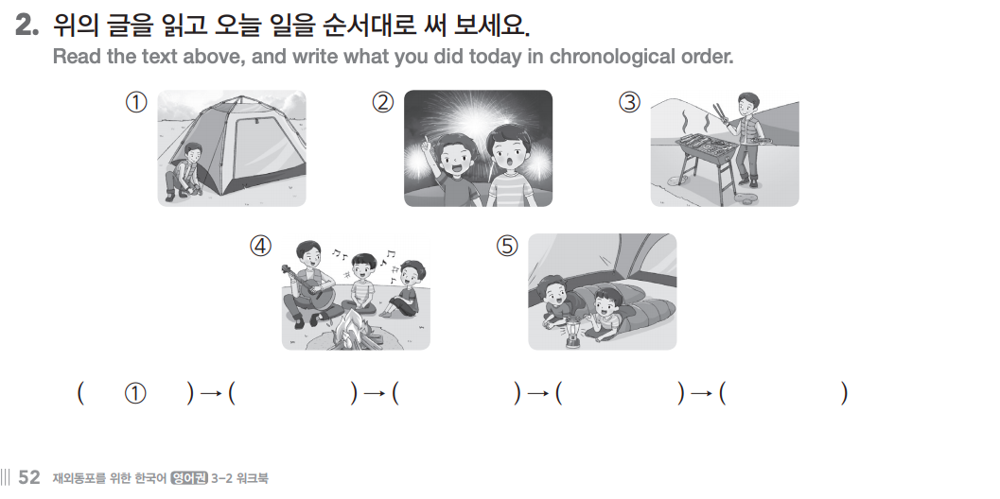 2. 위의 글을 읽고 오늘 일을 순서대로 써 보세요.
Read the text above, and write what you did today in chronological order.
① ② ③
④ ⑤
( ① ) → ( ) → ( ) → ( ) → ( )
52 재외동포를 위한 한국어 영어권 3-2 워크북